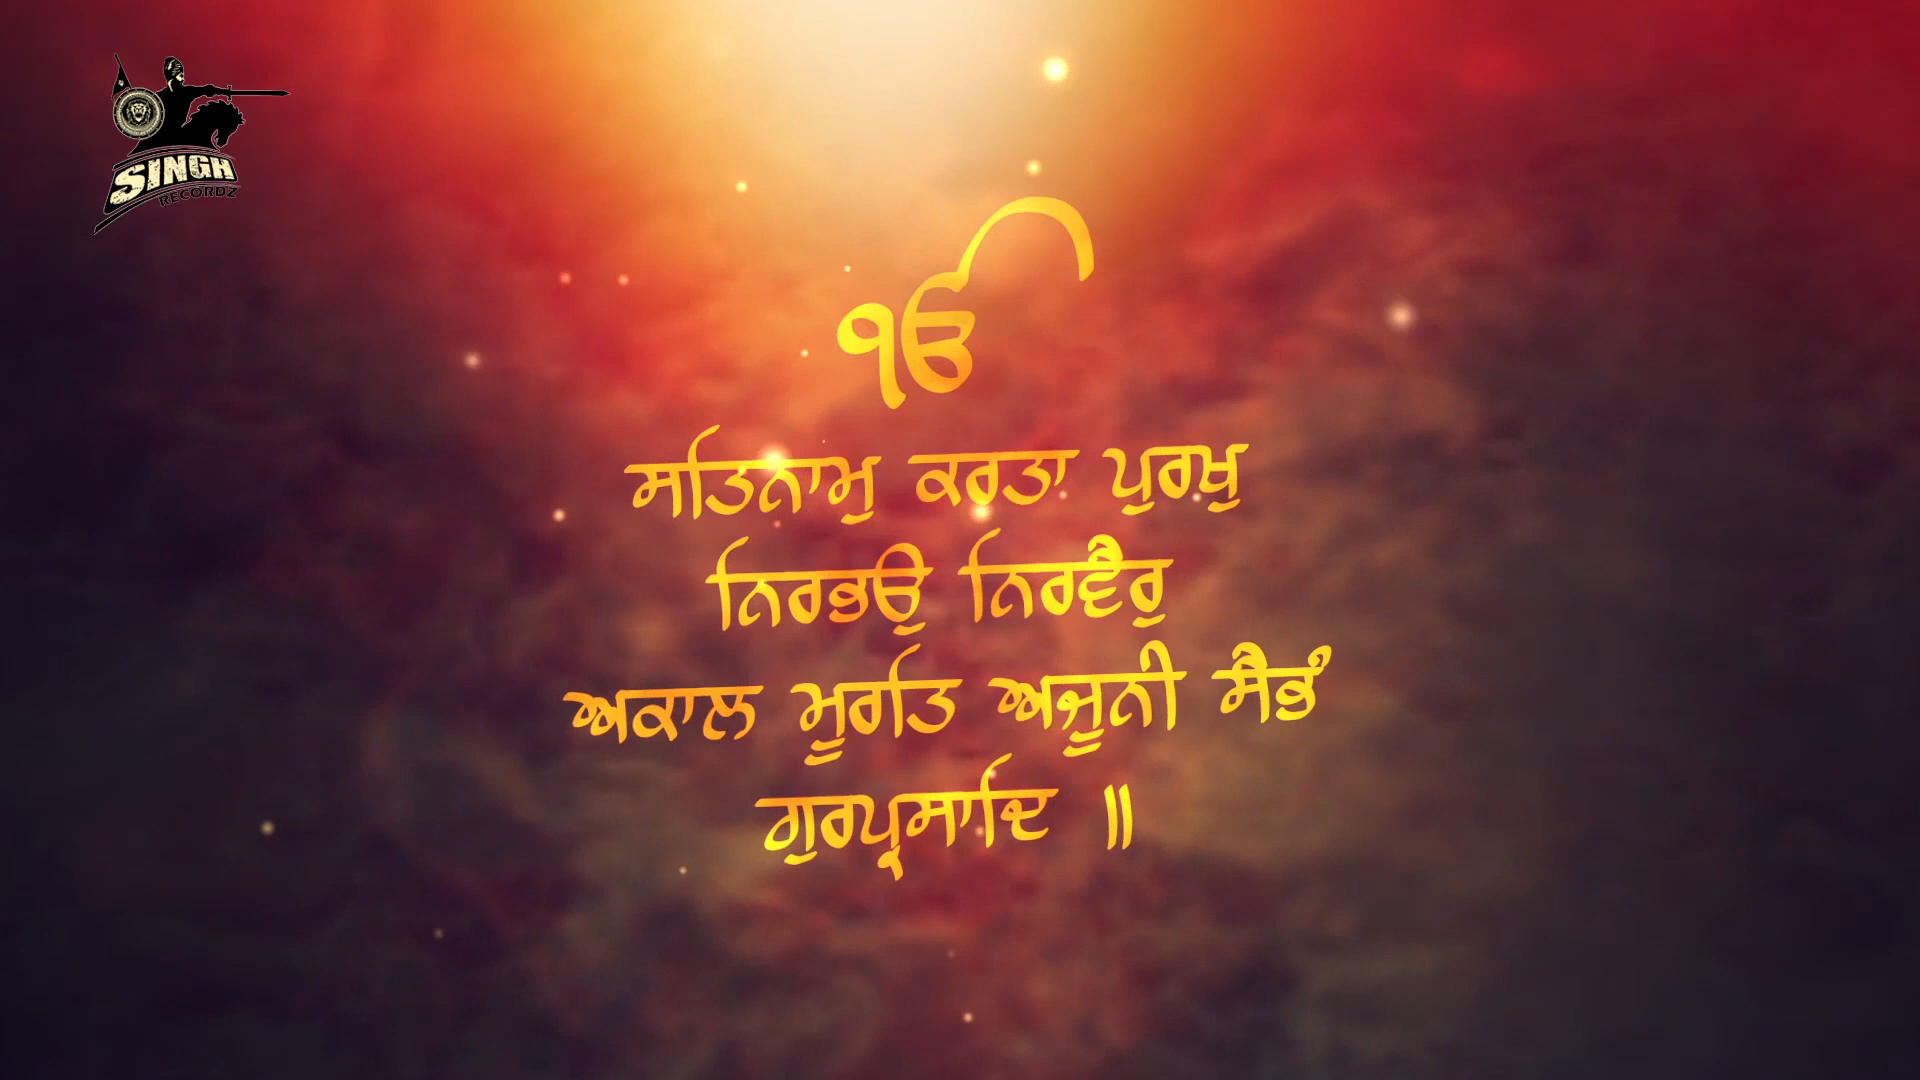 SINGH
RECORDZ
ੴ
ਸਤਿਨਾਮੁ ਕਰਤਾ ਪੁਰਖੁ
ਨਿਰਭਉ ਨਿਰਵੈਰੁ
ਅਕਾਲ ਮੂਰਤਿ ਅਜੂਨੀ ਸੈਭੰ
ਗੁਰਪ੍ਰਸਾਦਿ ॥